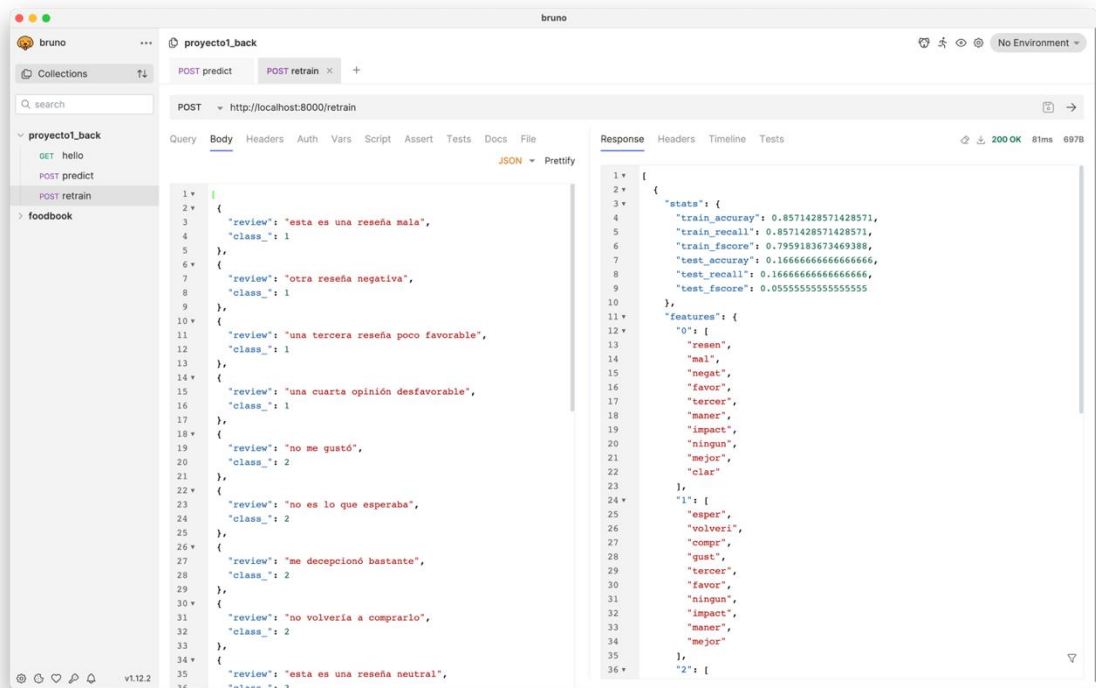 bruno
bruno
proyecto1_back
No Environment
Collections
POST predict
POST retrain
search
POST
http://localhost:8000/retrain
proyecto1_back
GET hello
POST predict
POST retrain
foodbook
Query Body Headers Auth Vars Script Assert Tests Docs File
JSON Prettify
1 [
2 {
3 "review": "esta es una reseña mala",
4 "class_": 1
5 },
6 {
7 "review": "otra reseña negativa",
8 "class_": 1
9 },
10 {
11 "review": "una tercera reseña poco favorable",
12 "class_": 1
13 },
14 {
15 "review": "una cuarta opinión desfavorable",
16 "class_": 1
17 },
18 {
19 "review": "no me gustó",
20 "class_": 2
21 },
22 {
23 "review": "no es lo que esperaba",
24 "class_": 2
25 },
26 {
27 "review": "me decepcionó bastante",
28 "class_": 2
29 },
30 {
31 "review": "no volvería a comprarlo",
32 "class_": 2
33 },
34 {
35 "review": "esta es una reseña neutral",
Response Headers Timeline Tests
200 OK 81ms 697B
1 [
2 {
3 "stats": {
4 "train_accuray": 0.8571428571428571,
5 "train_recall": 0.8571428571428571,
6 "train_fscore": 0.7959183673469388,
7 "test_accuray": 0.16666666666666666,
8 "test_recall": 0.16666666666666666,
9 "test_fscore": 0.05555555555555555
10 },
11 "features": {
12 "0": [
13 "resen",
14 "mal",
15 "negat",
16 "favor",
17 "tercer",
18 "maner",
19 "impact",
20 "ningun",
21 "mejor",
22 "clar"
23 ],
24 "1": [
25 "esper",
26 "volveri",
27 "compr",
28 "gust",
29 "tercer",
30 "favor",
31 "ningun",
32 "impact",
33 "maner",
34 "mejor"
35 ],
36 "2": [
v1.12.2